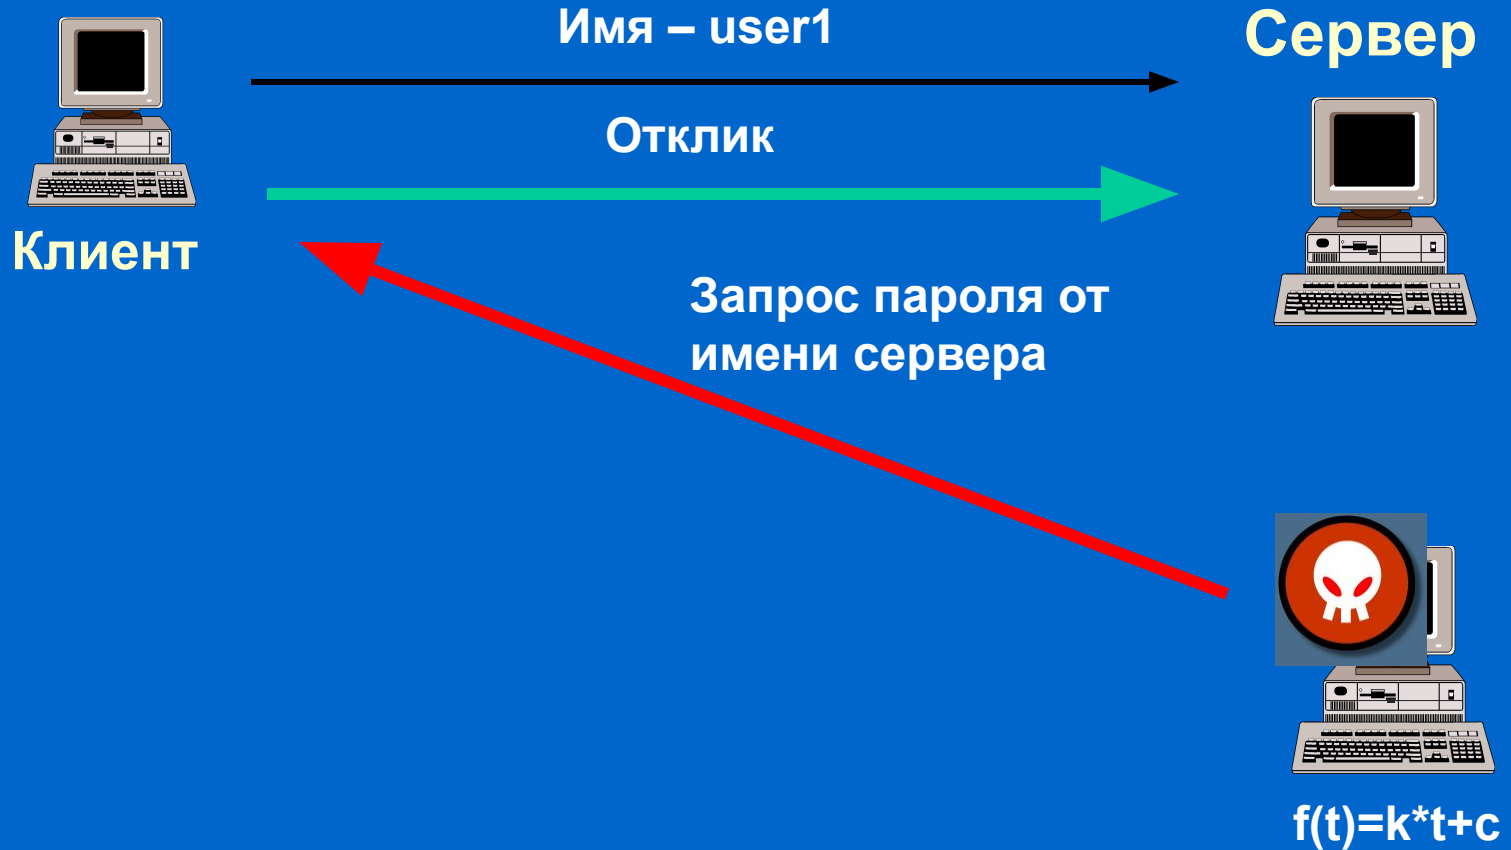 Имя – user1
Сервер
Отклик
Клиент
Запрос пароля от
имени сервера
f(t)=k*t+c